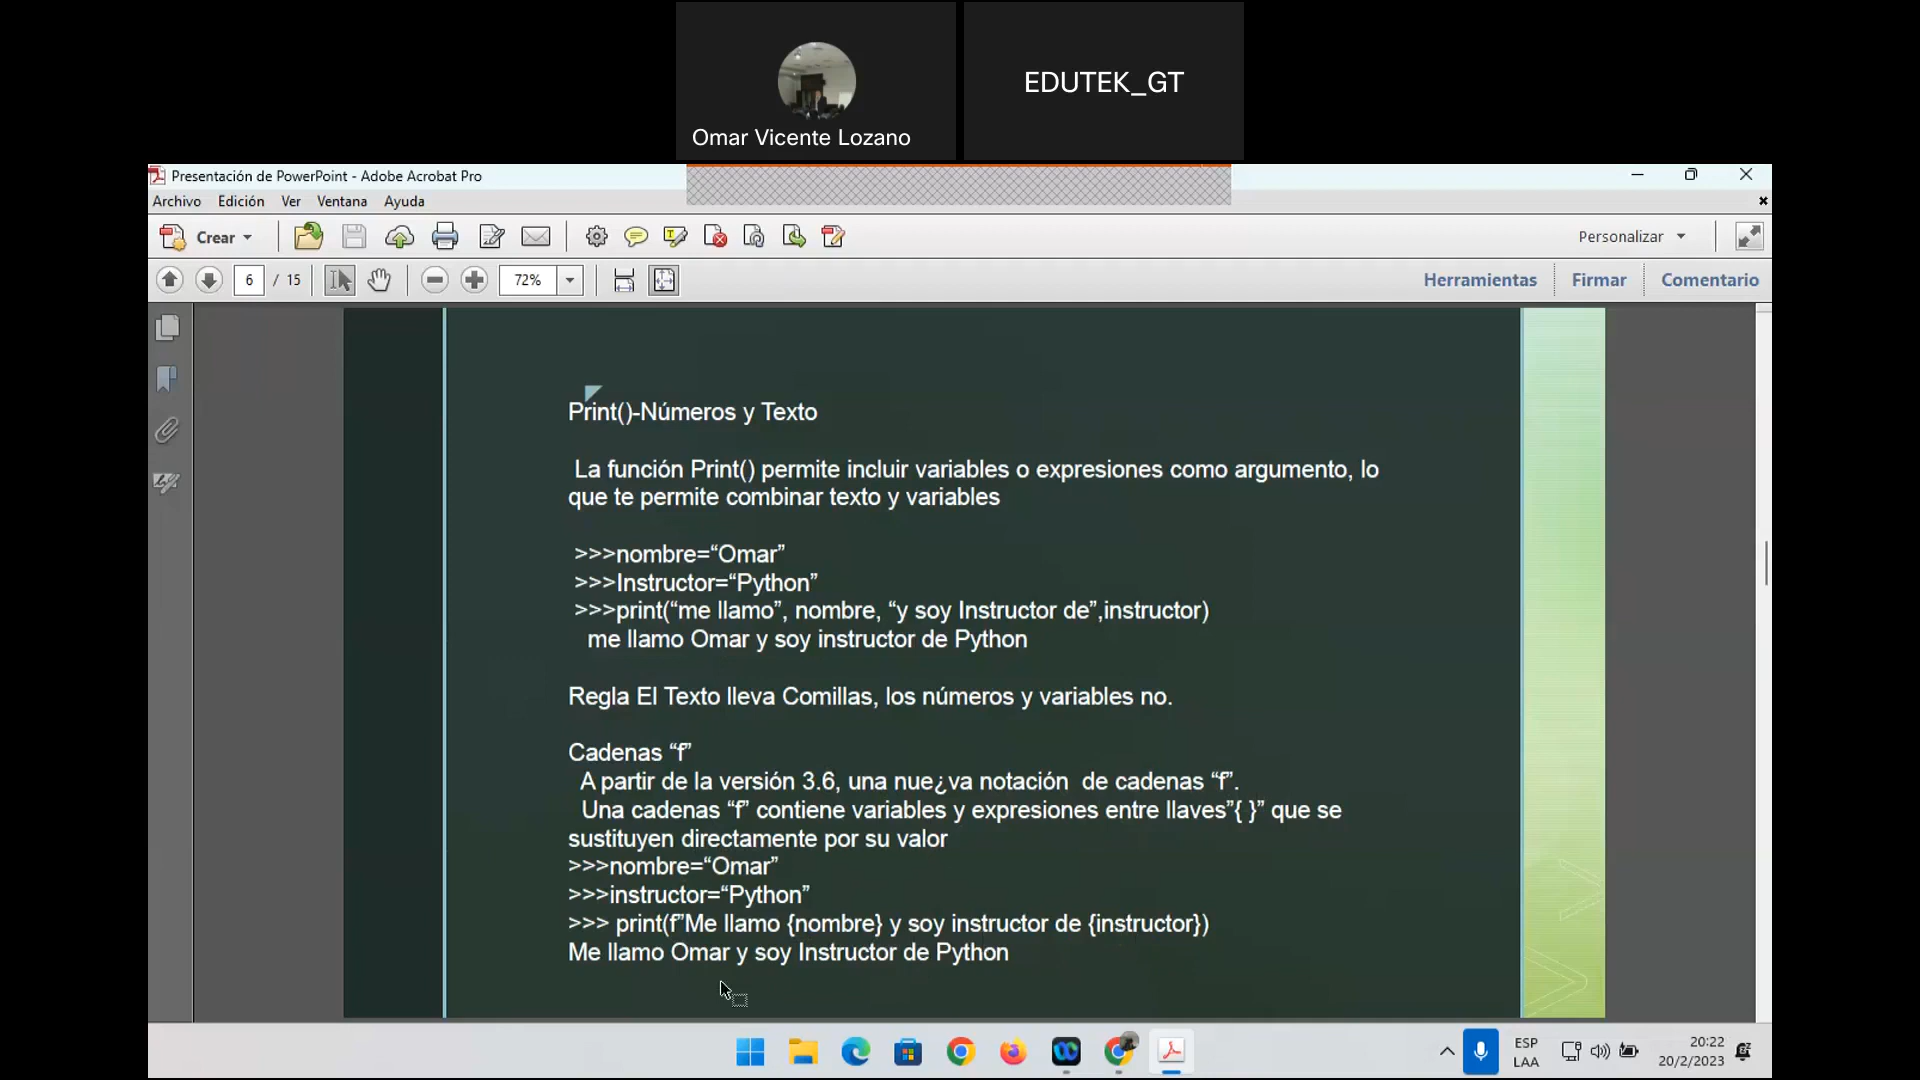 Omar Vicente Lozano
EDUTEK_GT
Presentación de PowerPoint - Adobe Acrobat Pro
Archivo Edición Ver Ventana Ayuda
Crear
Personalizar
6 / 15
72%
Herramientas Firmar Comentario
Print()-Números y Texto
La función Print() permite incluir variables o expresiones como argumento, lo
que te permite combinar texto y variables
>>>nombre=“Omar”
>>>Instructor=“Python”
>>>print(“me llamo”, nombre, “y soy Instructor de”,instructor)
me llamo Omar y soy instructor de Python
Regla El Texto lleva Comillas, los números y variables no.
Cadenas “f”
A partir de la versión 3.6, una nue¿va notación de cadenas “f”.
Una cadenas “f” contiene variables y expresiones entre llaves”{ }” que se
sustituyen directamente por su valor
>>>nombre=“Omar”
>>>instructor=“Python”
>>> print(f”Me llamo {nombre} y soy instructor de {instructor})
Me llamo Omar y soy Instructor de Python
ESP
LAA
20:22
20/2/2023